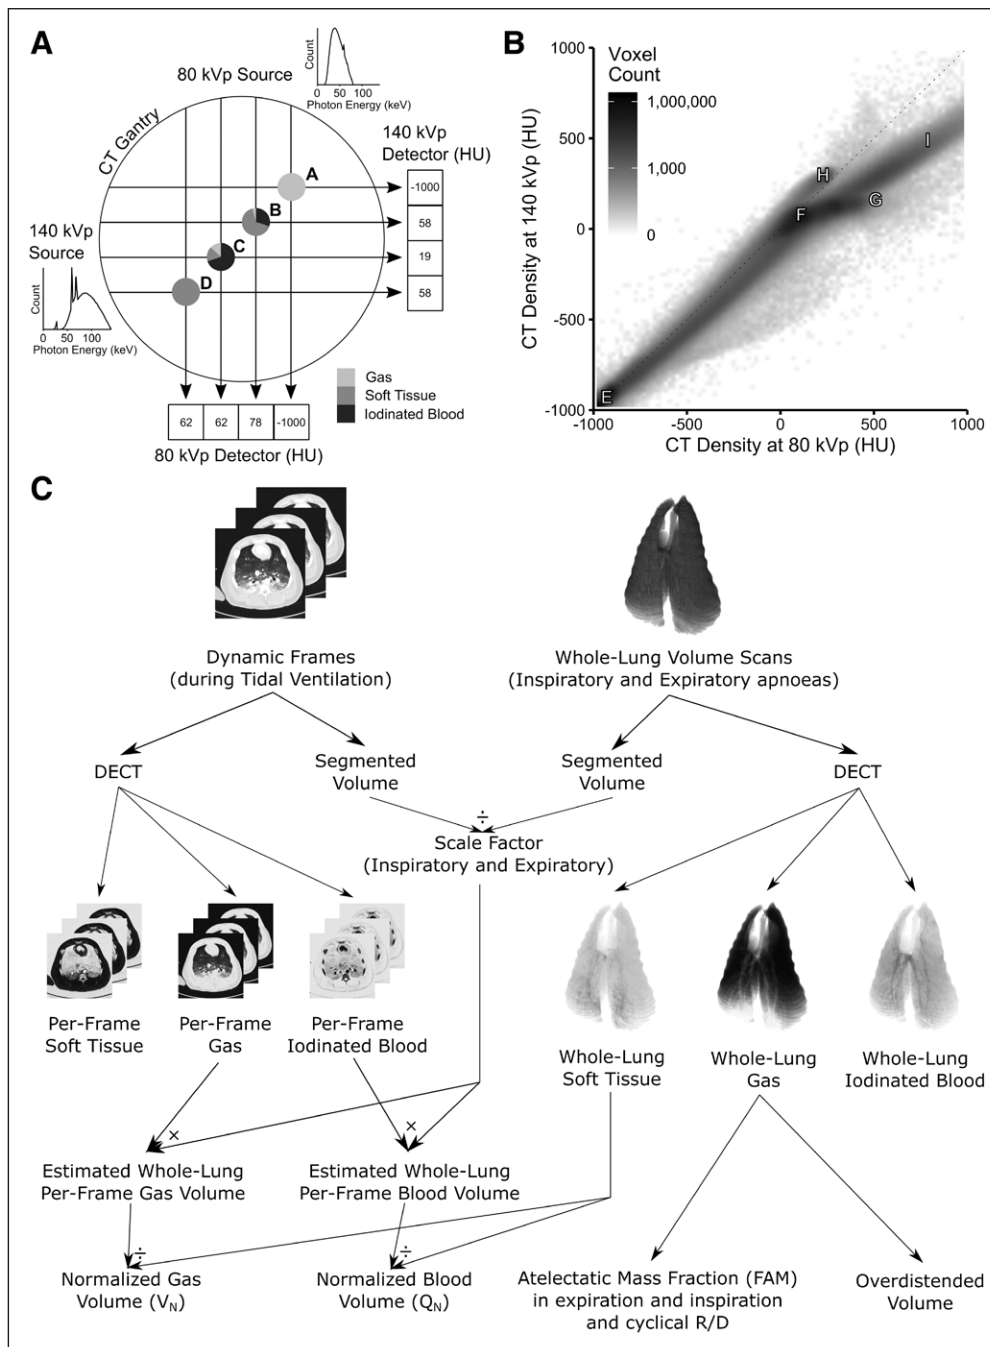 A
Count
0 50 100
Photon Energy (keV)
80 kVp Source
CT Gantry
140 kVp
Detector (HU)
A
-1000
B
58
C
19
D
58
140 kVp
Source
Count
0 50 100
Photon Energy (keV)
Gas
Soft Tissue
Iodinated Blood
62 62 78 -1000
80 kVp Detector (HU)
B
Voxel
Count
1,000,000
1,000
0
CT Density at 140 kVp (HU)
1000
500
0
-500
-1000
E
F
G
H
I
-1000 -500 0 500 1000
CT Density at 80 kVp (HU)
C
Dynamic Frames
(during Tidal Ventilation)
Whole-Lung Volume Scans
(Inspiratory and Expiratory apnoeas)
DECT
Segmented
Volume
Segmented
Volume
DECT
÷
Scale Factor
(Inspiratory and Expiratory)
Per-Frame
Soft Tissue
Per-Frame
Gas
Per-Frame
Iodinated Blood
Whole-Lung
Soft Tissue
Whole-Lung
Gas
Whole-Lung
Iodinated Blood
×
×
Estimated Whole-Lung
Per-Frame Gas Volume
Estimated Whole-Lung
Per-Frame Blood Volume
÷
÷
Normalized Gas
Volume (V_N)
Normalized Blood
Volume (Q_N)
Atelectatic Mass Fraction (FAM)
in expiration and inspiration
and cyclical R/D
Overdistended
Volume